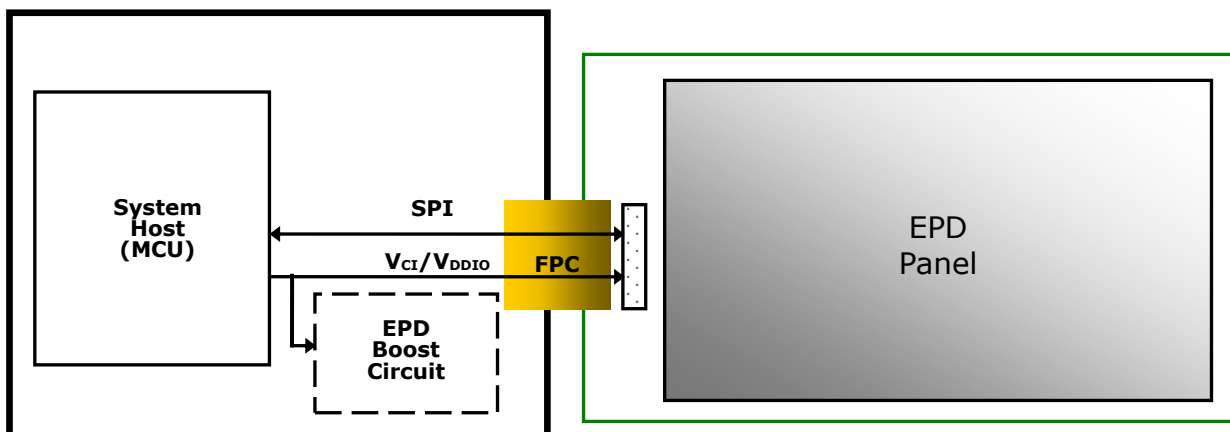 System
Host
(MCU)
SPI
VCI/VDDIO
FPC
EPD
Boost
Circuit
EPD
Panel